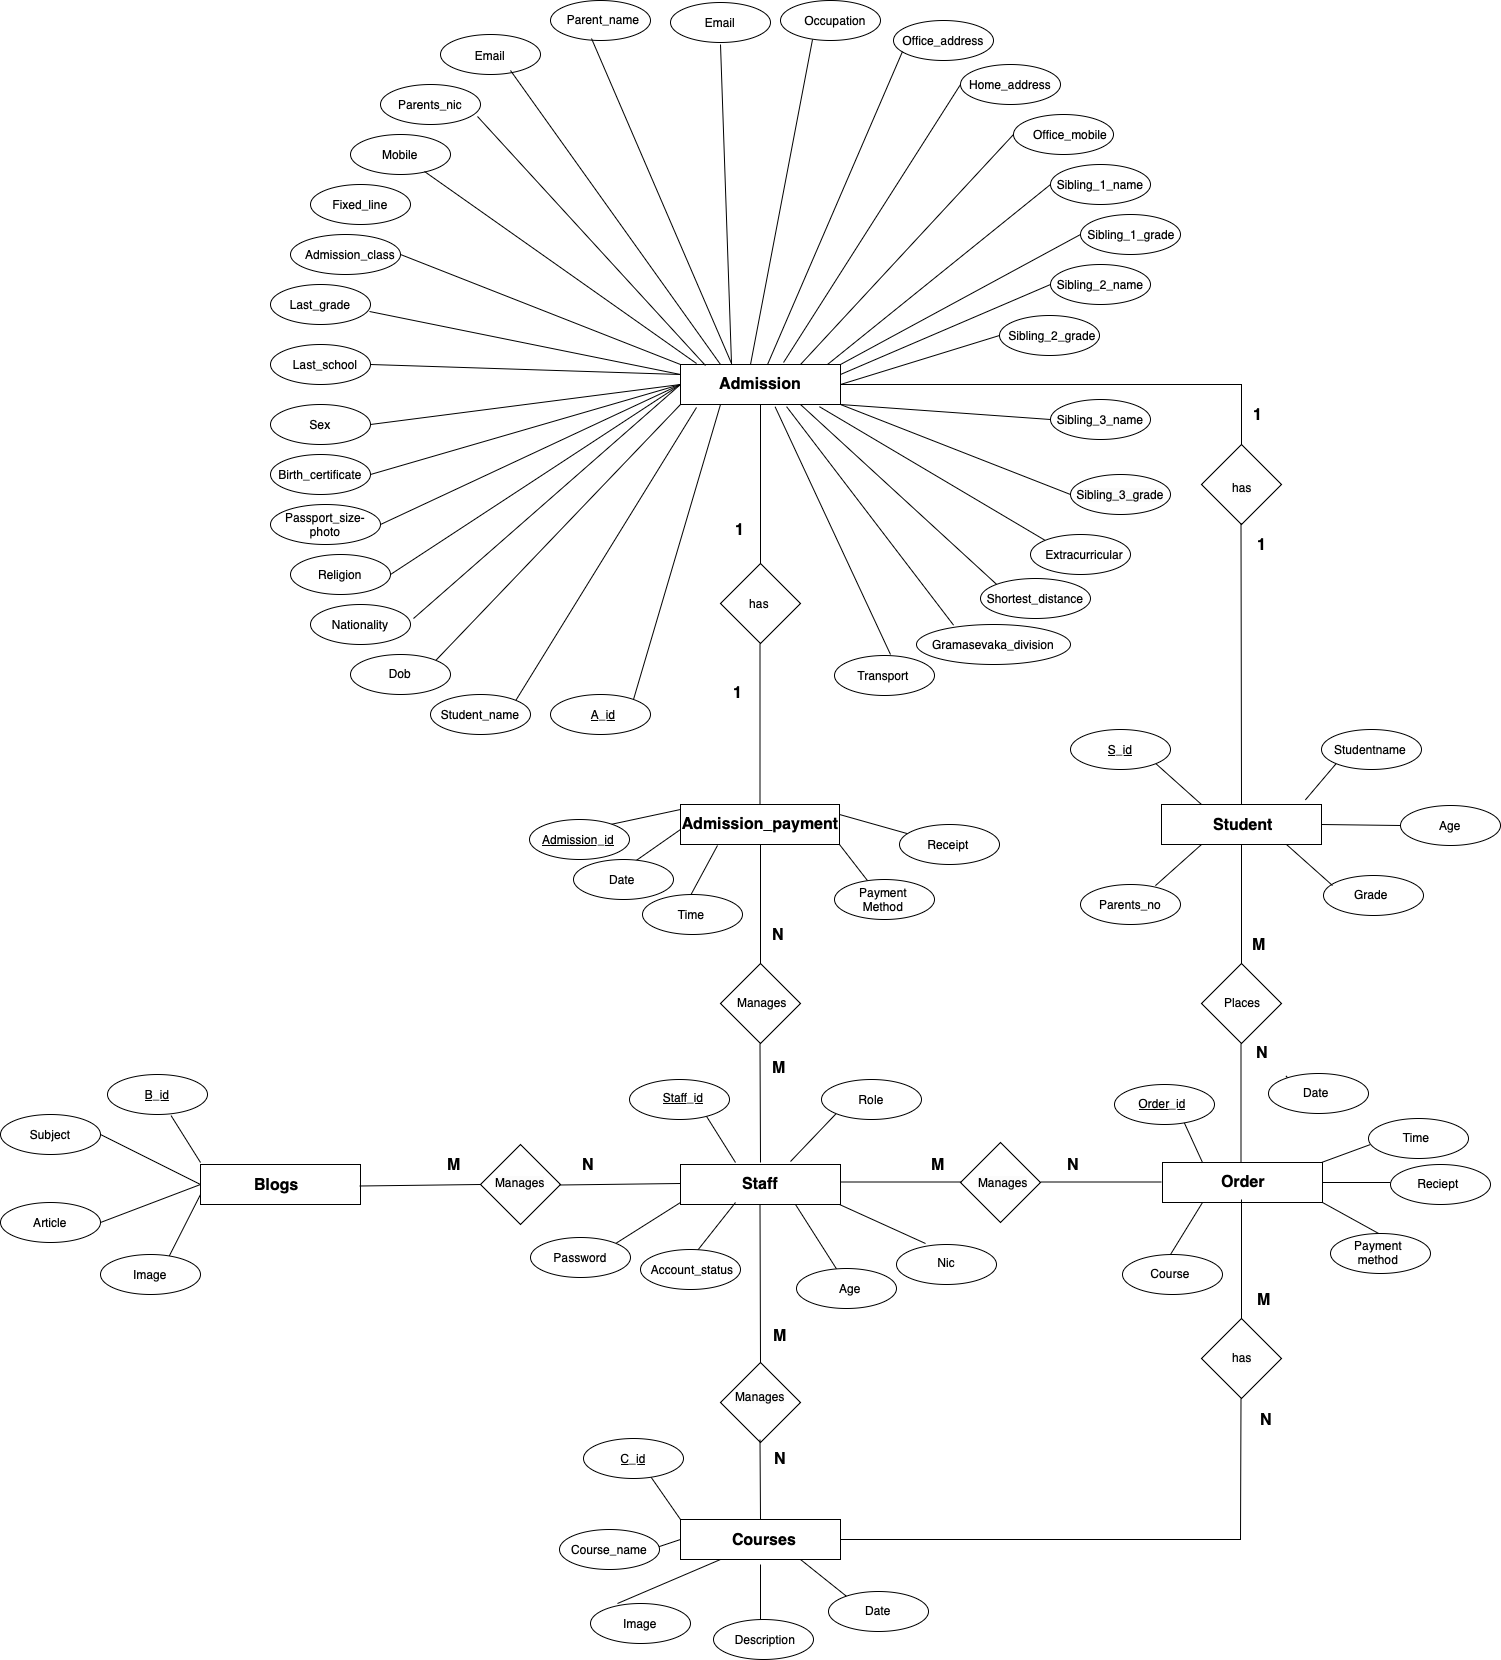 Parent_name
Email
Occupation
Office_address
Email
Home_address
Parents_nic
Office_mobile
Mobile
Sibling_1_name
Fixed_line
Sibling_1_grade
Admission_class
Sibling_2_name
Last_grade
Sibling_2_grade
Last_school
Admission
1
Sibling_3_name
Sex
Birth_certificate
has
Sibling_3_grade
Passport_size-
photo
1
1
Extracurricular
Religion
has
Shortest_distance
Nationality
Gramasevaka_division
Dob
Transport
1
Student_name
A_id
S_id
Studentname
Admission_id
Admission_payment
Receipt
Student
Age
Date
Payment
Method
Time
Parents_no
Grade
N
M
Manages
Places
M
N
B_id
Staff_id
Role
Order_id
Date
Subject
Time
Blogs
M
Manages
N
Staff
M
Manages
N
Order
Reciept
Article
Image
Password
Account_status
Age
Nic
Course
Payment
method
M
M
Manages
has
N
N
C_id
Course_name
Courses
Image
Description
Date